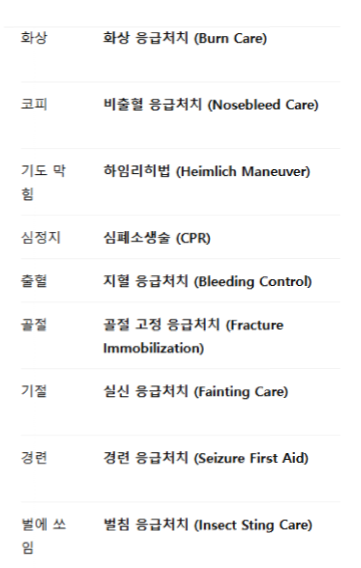 화상 화상 응급처치 (Burn Care)
코피 비출혈 응급처치 (Nosebleed Care)
기도 막 하임리히법 (Heimlich Maneuver)
힘
심정지 심폐소생술 (CPR)
출혈 지혈 응급처치 (Bleeding Control)
골절 골절 고정 응급처치 (Fracture
Immobilization)
기절 실신 응급처치 (Fainting Care)
경련 경련 응급처치 (Seizure First Aid)
벌에 쏘 벌침 응급처치 (Insect Sting Care)
임